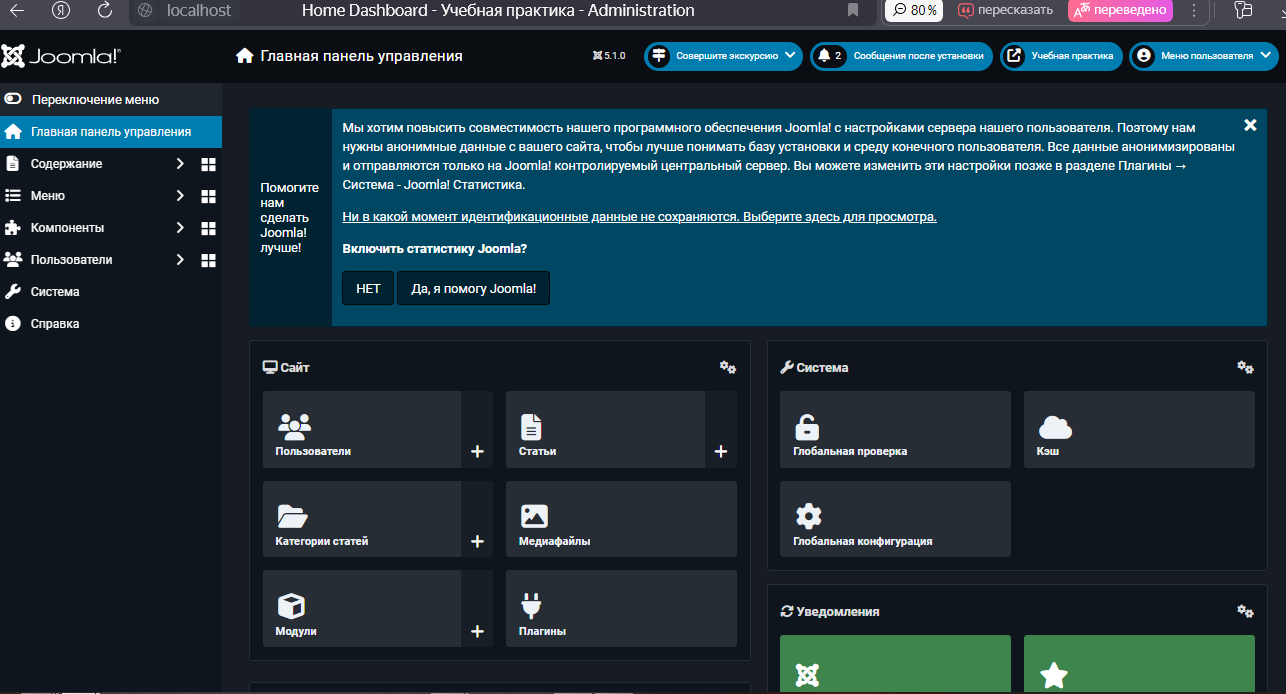 localhost
Home Dashboard - Учебная практика - Administration
80 %
пересказать
переведено
Joomla!
Главная панель управления
5.1.0
Совершите экскурсию
2
Сообщения после установки
Учебная практика
Меню пользователя
Переключение меню
Главная панель управления
Содержание
Меню
Компоненты
Пользователи
Система
Справка
Помогите
нам
сделать
Joomla!
лучше!
Мы хотим повысить совместимость нашего программного обеспечения Joomla! с настройками сервера нашего пользователя. Поэтому нам
нужны анонимные данные с вашего сайта, чтобы лучше понимать базу установки и среду конечного пользователя. Все данные анонимизированы
и отправляются только на Joomla! контролируемый центральный сервер. Вы можете изменить эти настройки позже в разделе Плагины →
Система - Joomla! Статистика.
Ни в какой момент идентификационные данные не сохраняются. Выберите здесь для просмотра.
Включить статистику Joomla?
НЕТ
Да, я помогу Joomla!
Сайт
Пользователи
Статьи
Категории статей
Медиафайлы
Модули
Плагины
Система
Глобальная проверка
Кэш
Глобальная конфигурация
Уведомления